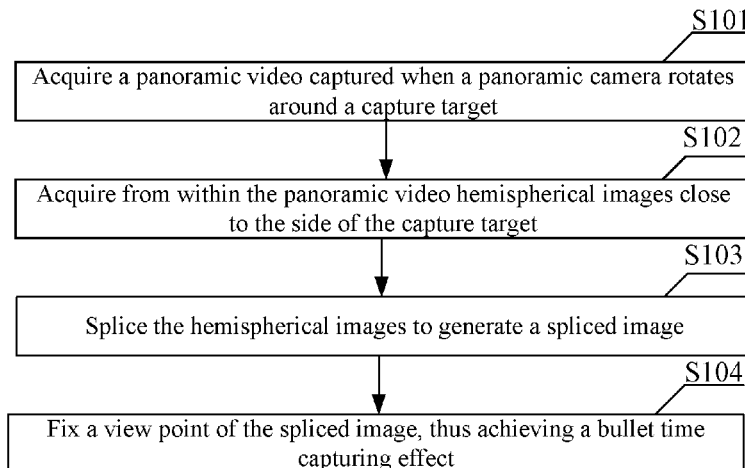 S101
Acquire a panoramic video captured when a panoramic camera rotates
around a capture target
S102
Acquire from within the panoramic video hemispherical images close
to the side of the capture target
S103
Splice the hemispherical images to generate a spliced image
S104
Fix a view point of the spliced image, thus achieving a bullet time
capturing effect